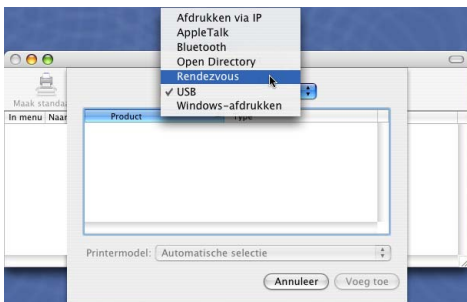 Afdrukken via IP
AppleTalk
Bluetooth
Open Directory
Rendezvous
✓ USB
Windows-afdrukken
Maak standaa
In menu Naar
Product Type
Printermodel: Automatische selectie
Annuleer Voeg toe